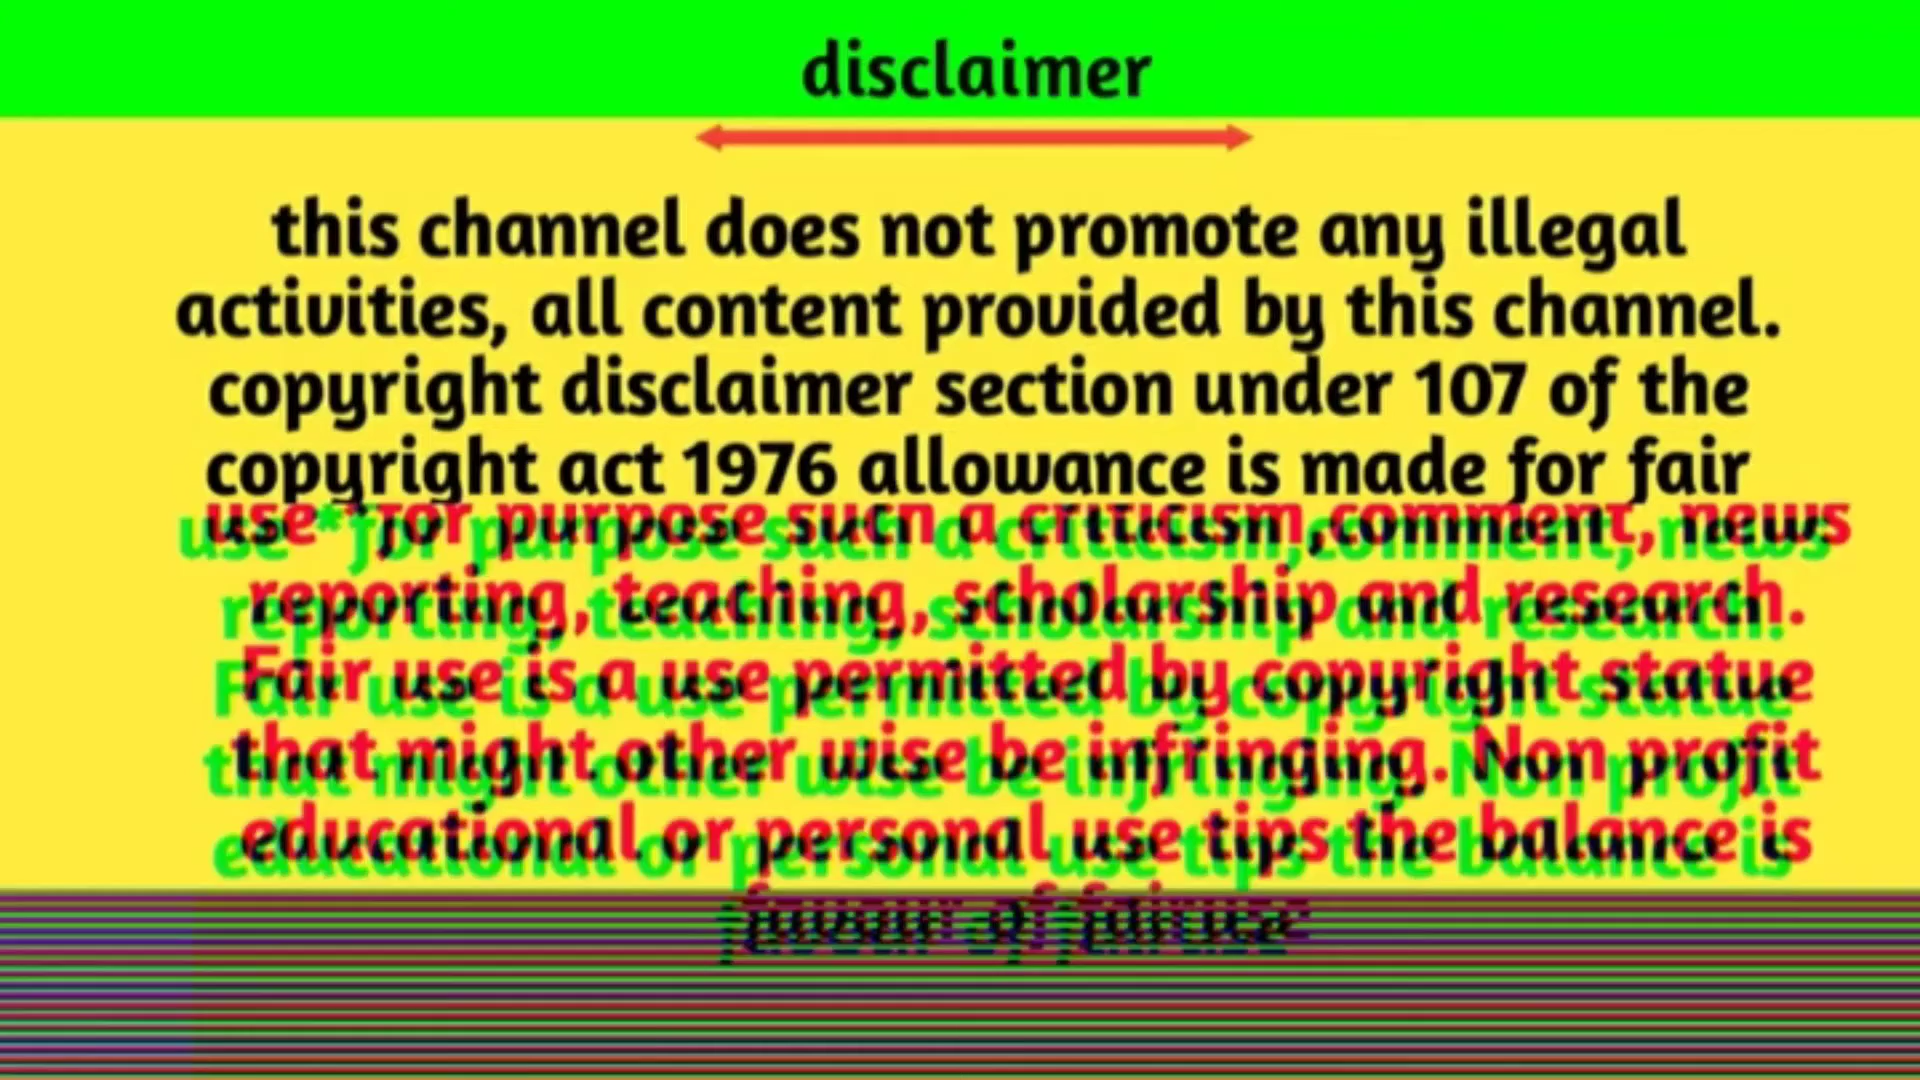 disclaimer
this channel does not promote any illegal
activities, all content provided by this channel.
copyright disclaimer section under 107 of the
copyright act 1976 allowance is made for fair
use"for purpose such a criticism,comment, news
reporting, teaching, scholarship and research.
Fair use is a use permitted by copyright statue
that might other wise be infringing. Non profit
educational or personal use tips the balance is
of fair use